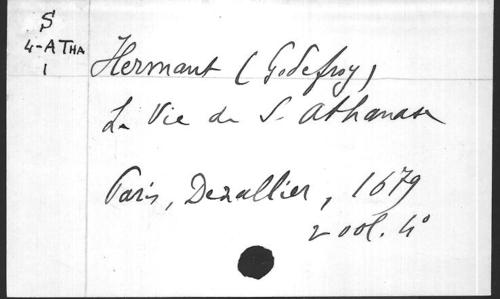 S
4-ATHA
1
Hermant (Godefroy)
La Vie de S. Athanase
Paris, Dezallier, 1679
2 vol. 4°